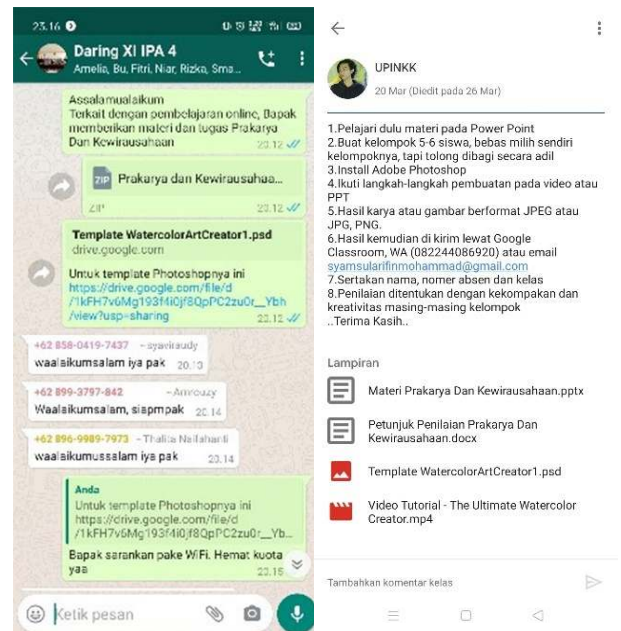 23.16
Daring XI IPA 4
Amelia, Bu, Fitri, Niar, Rizka, Sma...
Assalamualaikum
Terkait dengan pembelajaran online, Bapak
memberikan materi dan tugas Prakarya
Dan Kewirausahaan
20.12
ZIP
Prakarya dan Kewirausahaa...
ZIP
20.12
Template WatercolorArtCreator1.psd
drive.google.com
Untuk template Photoshopnya ini
https://drive.google.com/file/d
/1kFH7v6Mg193f4i0jf8QpPC2zu0r__Ybh
/view?usp=sharing
20.12
+62 858-0419-7437 ~syaviraudy
waalaikumsalam iya pak 20.13
+62 899-3797-842
Waalaikumsalam, siapmpak 20.14
+62 896-9989-7973 ~Thalita Naifahanti
waalaikumussalam iya pak 20.14
Anda
Untuk template Photoshopnya ini
https://drive.google.com/file/d
/1kFH7v6Mg193f4i0jf8QpPC2zu0r__Yb...
Bapak sarankan pake WiFi. Hemat kuota
yaa
20.15
Ketik pesan
UPINKK
20 Mar (Diedit pada 26 Mar)
1.Pelajari dulu materi pada Power Point
2.Buat kelompok 5-6 siswa, bebas milih sendiri
kelompoknya, tapi tolong dibagi secara adil
3.Install Adobe Photoshop
4.Ikuti langkah-langkah pembuatan pada video atau
PPT
5.Hasil karya atau gambar berformat JPEG atau
JPG, PNG.
6.Hasil kemudian di kirim lewat Google
Classroom, WA (082244086920) atau email
syamsularifinmohammad@gmail.com
7.Sertakan nama, nomer absen dan kelas
8.Penilaian ditentukan dengan kekompakan dan
kreativitas masing-masing kelompok
..Terima Kasih..
Lampiran
Materi Prakarya Dan Kewirausahaan.pptx
Petunjuk Penilaian Prakarya Dan
Kewirausahaan.docx
Template WatercolorArtCreator1.psd
Video Tutorial - The Ultimate Watercolor
Creator.mp4
Tambahkan komentar kelas